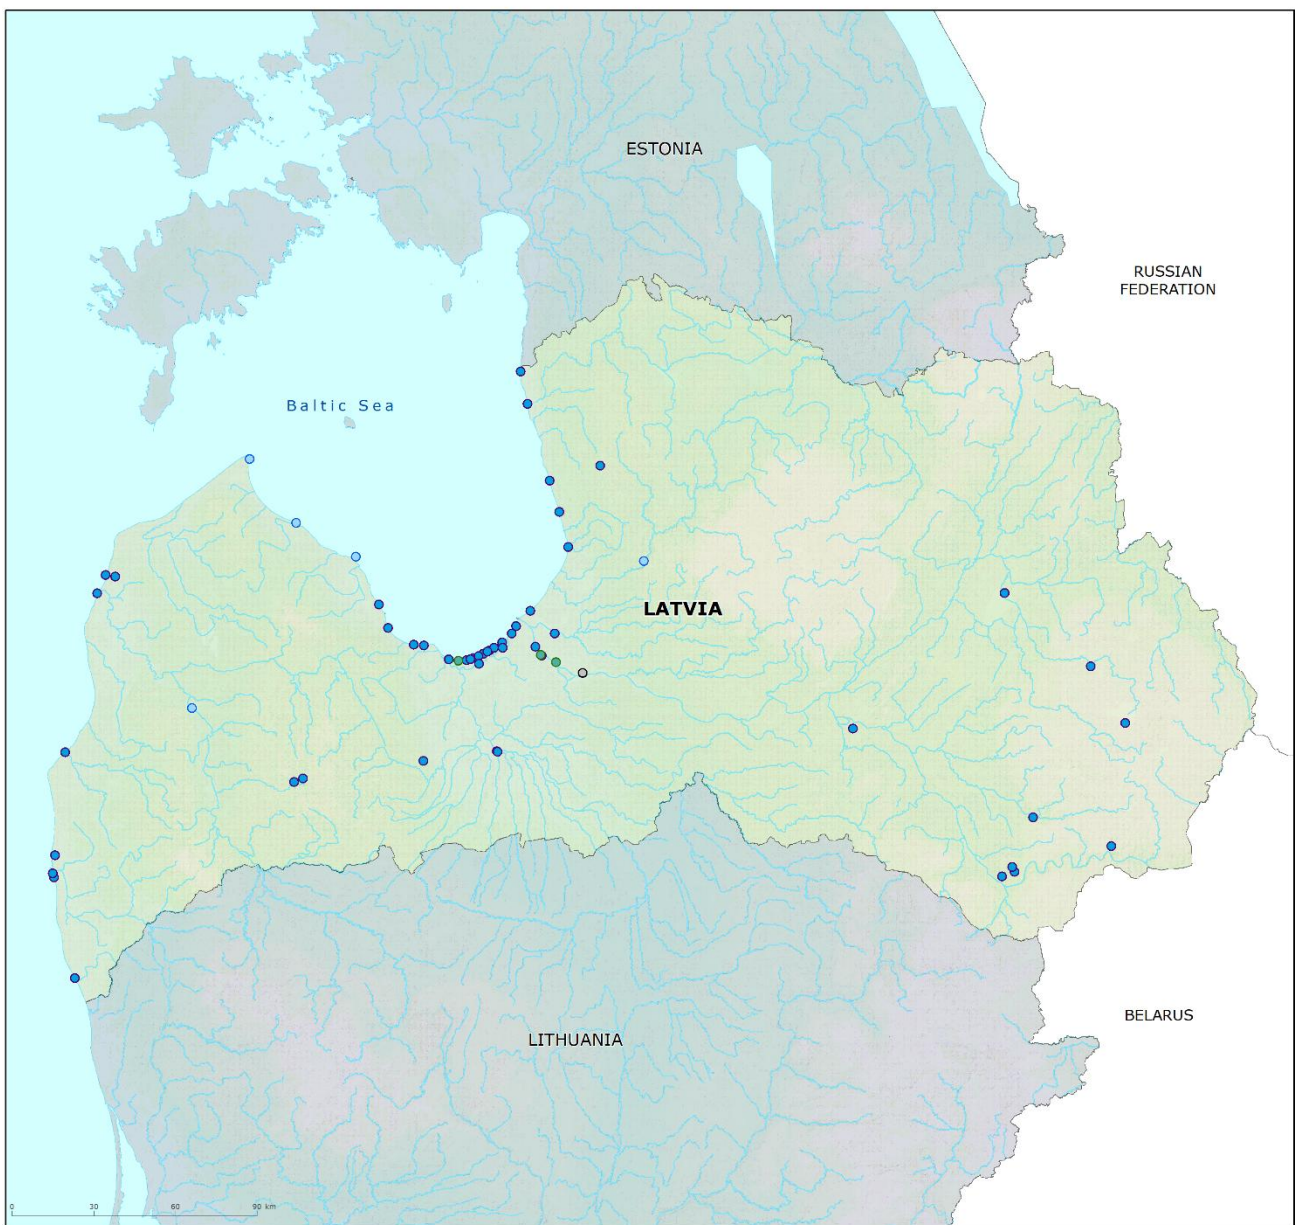 ESTONIA
RUSSIAN
FEDERATION
Baltic Sea
LATVIA
BELARUS
LITHUANIA
0 30 60 90 km